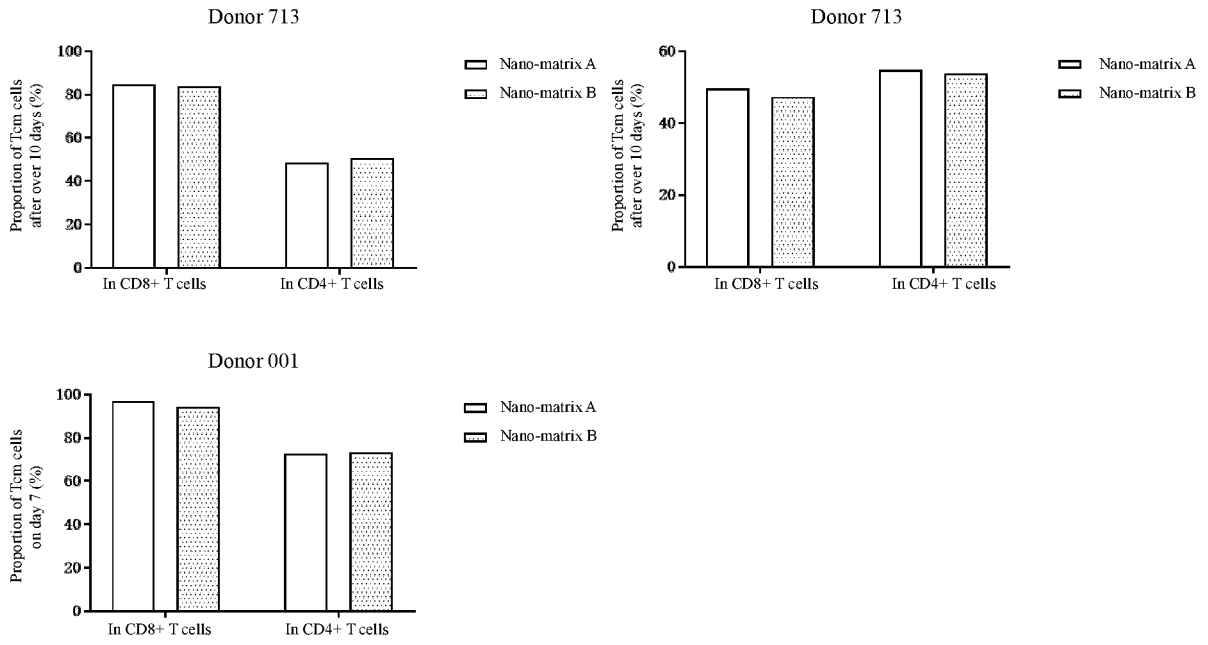 Donor 713
Proportion of Tcm cells
after over 10 days (%)
100
80
60
40
20
0
In CD8+ T cells
In CD4+ T cells
Nano-matrix A
Nano-matrix B
Donor 713
Proportion of Tcm cells
after over 10 days (%)
60
40
20
0
In CD8+ T cells
In CD4+ T cells
Nano-matrix A
Nano-matrix B
Donor 001
Proportion of Tcm cells
on day 7 (%)
100
80
60
40
20
0
In CD8+ T cells
In CD4+ T cells
Nano-matrix A
Nano-matrix B